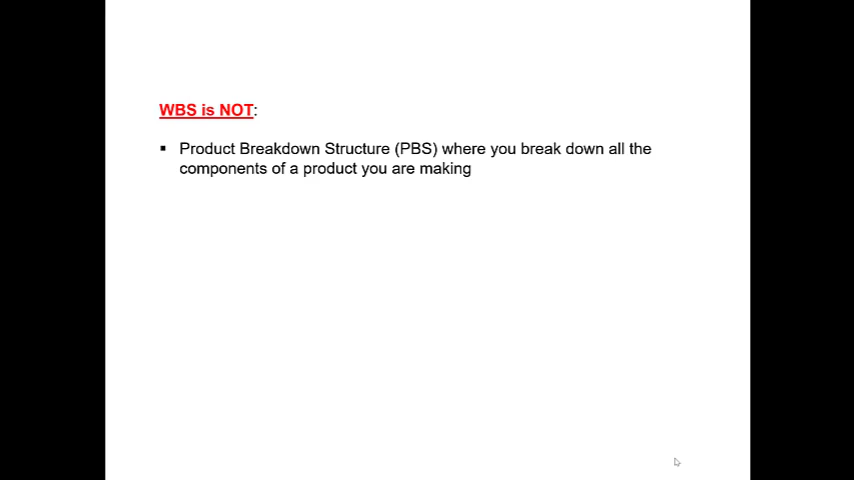 WBS is NOT:
▪ Product Breakdown Structure (PBS) where you break down all the
components of a product you are making